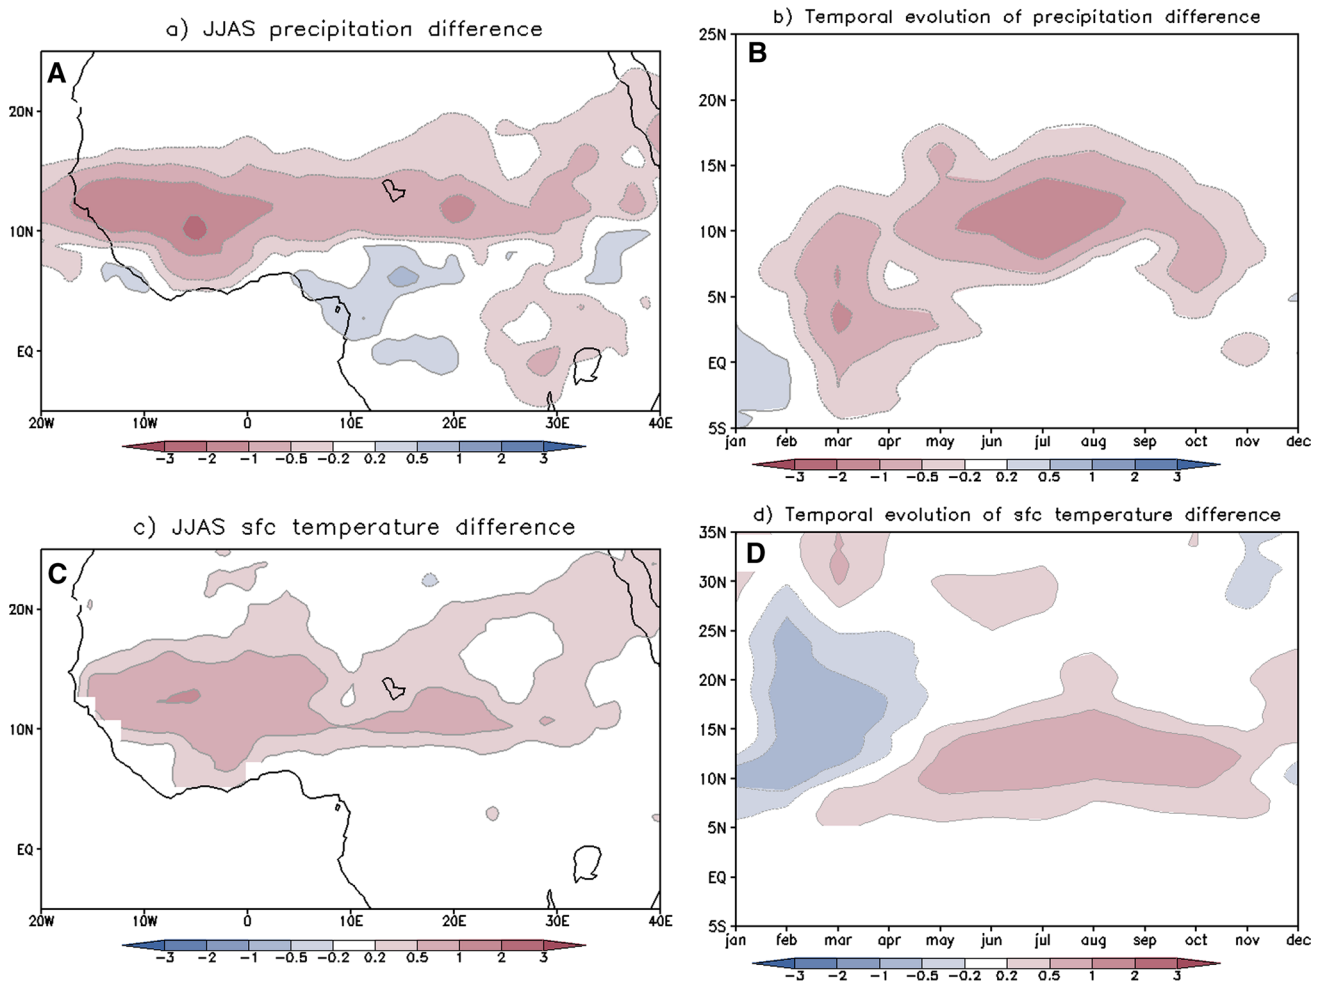 a) JJAS precipitation difference
A
20N
10N
EQ
20W 10W 0 10E 20E 30E 40E
-3 -2 -1 -0.5 -0.2 0.2 0.5 1 2 3
b) Temporal evolution of precipitation difference
B
25N
20N
15N
10N
5N
EQ
5S
jan feb mar apr may jun jul aug sep oct nov dec
-3 -2 -1 -0.5 -0.2 0.2 0.5 1 2 3
c) JJAS sfc temperature difference
C
20N
10N
EQ
20W 10W 0 10E 20E 30E 40E
-3 -2 -1 -0.5 -0.2 0.2 0.5 1 2 3
d) Temporal evolution of sfc temperature difference
D
35N
30N
25N
20N
15N
10N
5N
EQ
5S
jan feb mar apr may jun jul aug sep oct nov dec
-3 -2 -1 -0.5 -0.2 0.2 0.5 1 2 3